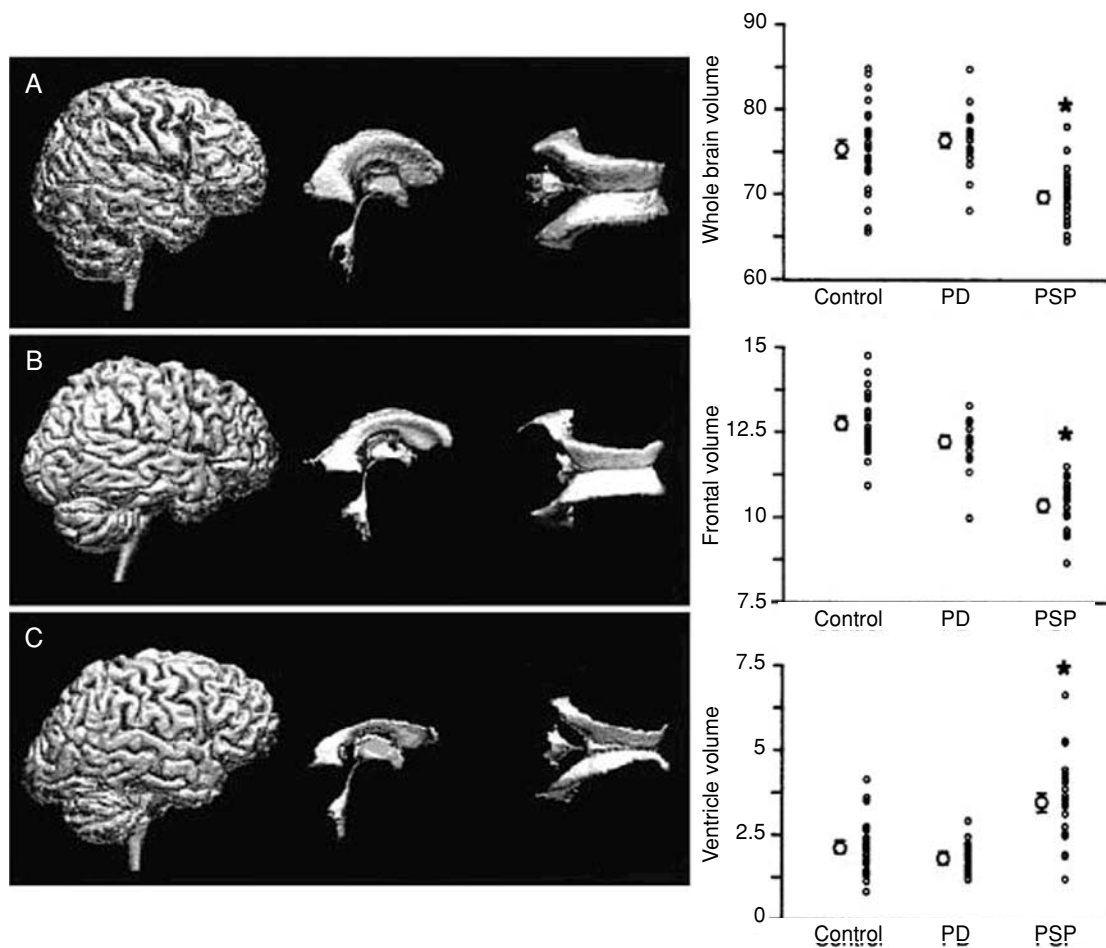 A
B
C
Whole brain volume
90
80
70
60
Control PD PSP
Frontal volume
15
12.5
10
7.5
Control PD PSP
Ventricle volume
7.5
5
2.5
0
Control PD PSP